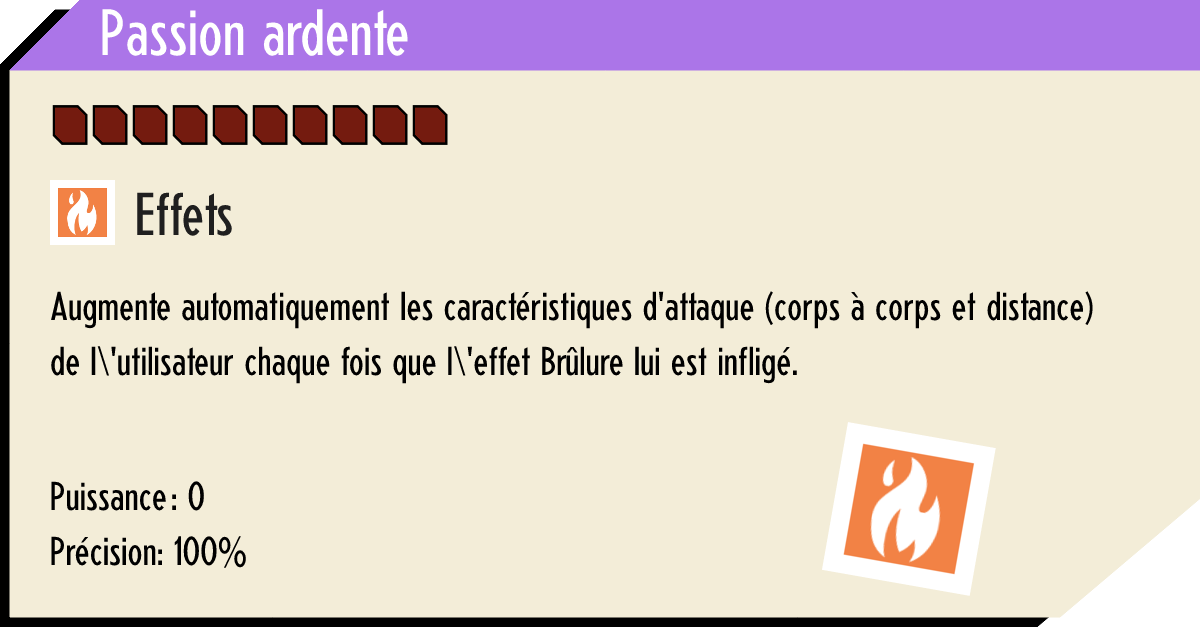 Passion ardente
Effets
Augmente automatiquement les caractéristiques d'attaque (corps à corps et distance)
de l\'utilisateur chaque fois que l\'effet Brûlure lui est infligé.
Puissance : 0
Précision: 100%